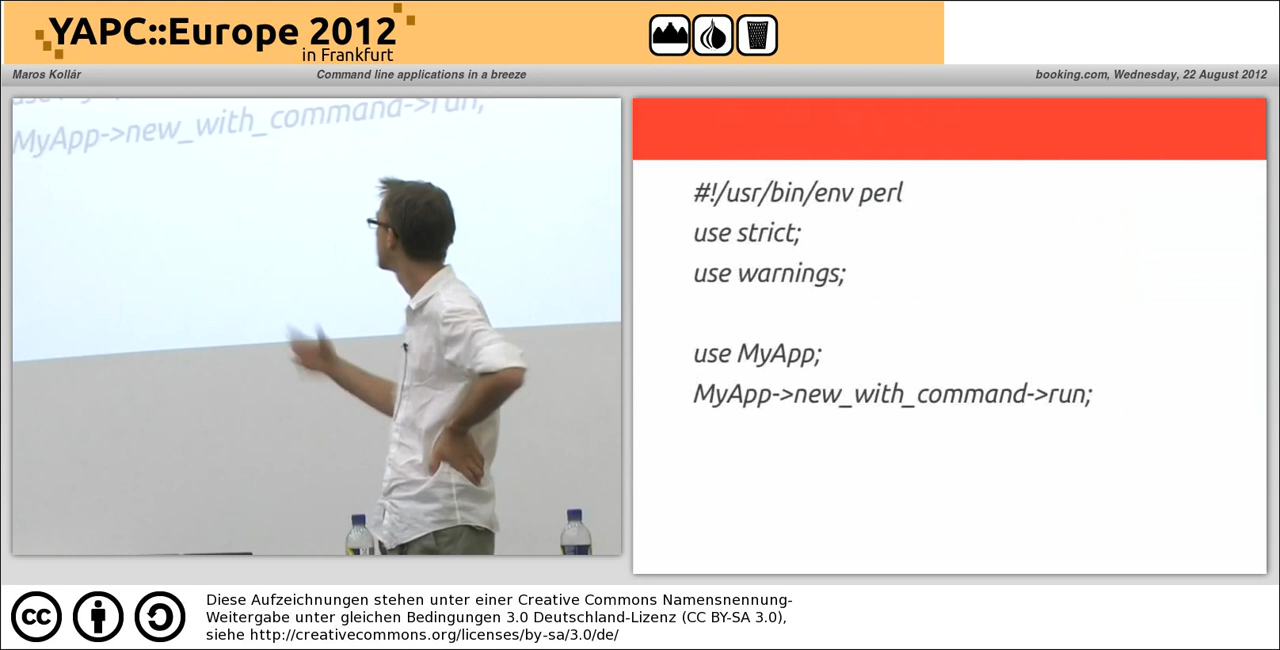 YAPC::Europe 2012
in Frankfurt
Maros Kollár
Command line applications in a breeze
booking.com, Wednesday, 22 August 2012
MyApp->new_with_command->run;
#!/usr/bin/env perl
use strict;
use warnings;
use MyApp;
MyApp->new_with_command->run;
cc
Diese Aufzeichnungen stehen unter einer Creative Commons Namensnennung-
Weitergabe unter gleichen Bedingungen 3.0 Deutschland-Lizenz (CC BY-SA 3.0),
siehe http://creativecommons.org/licenses/by-sa/3.0/de/